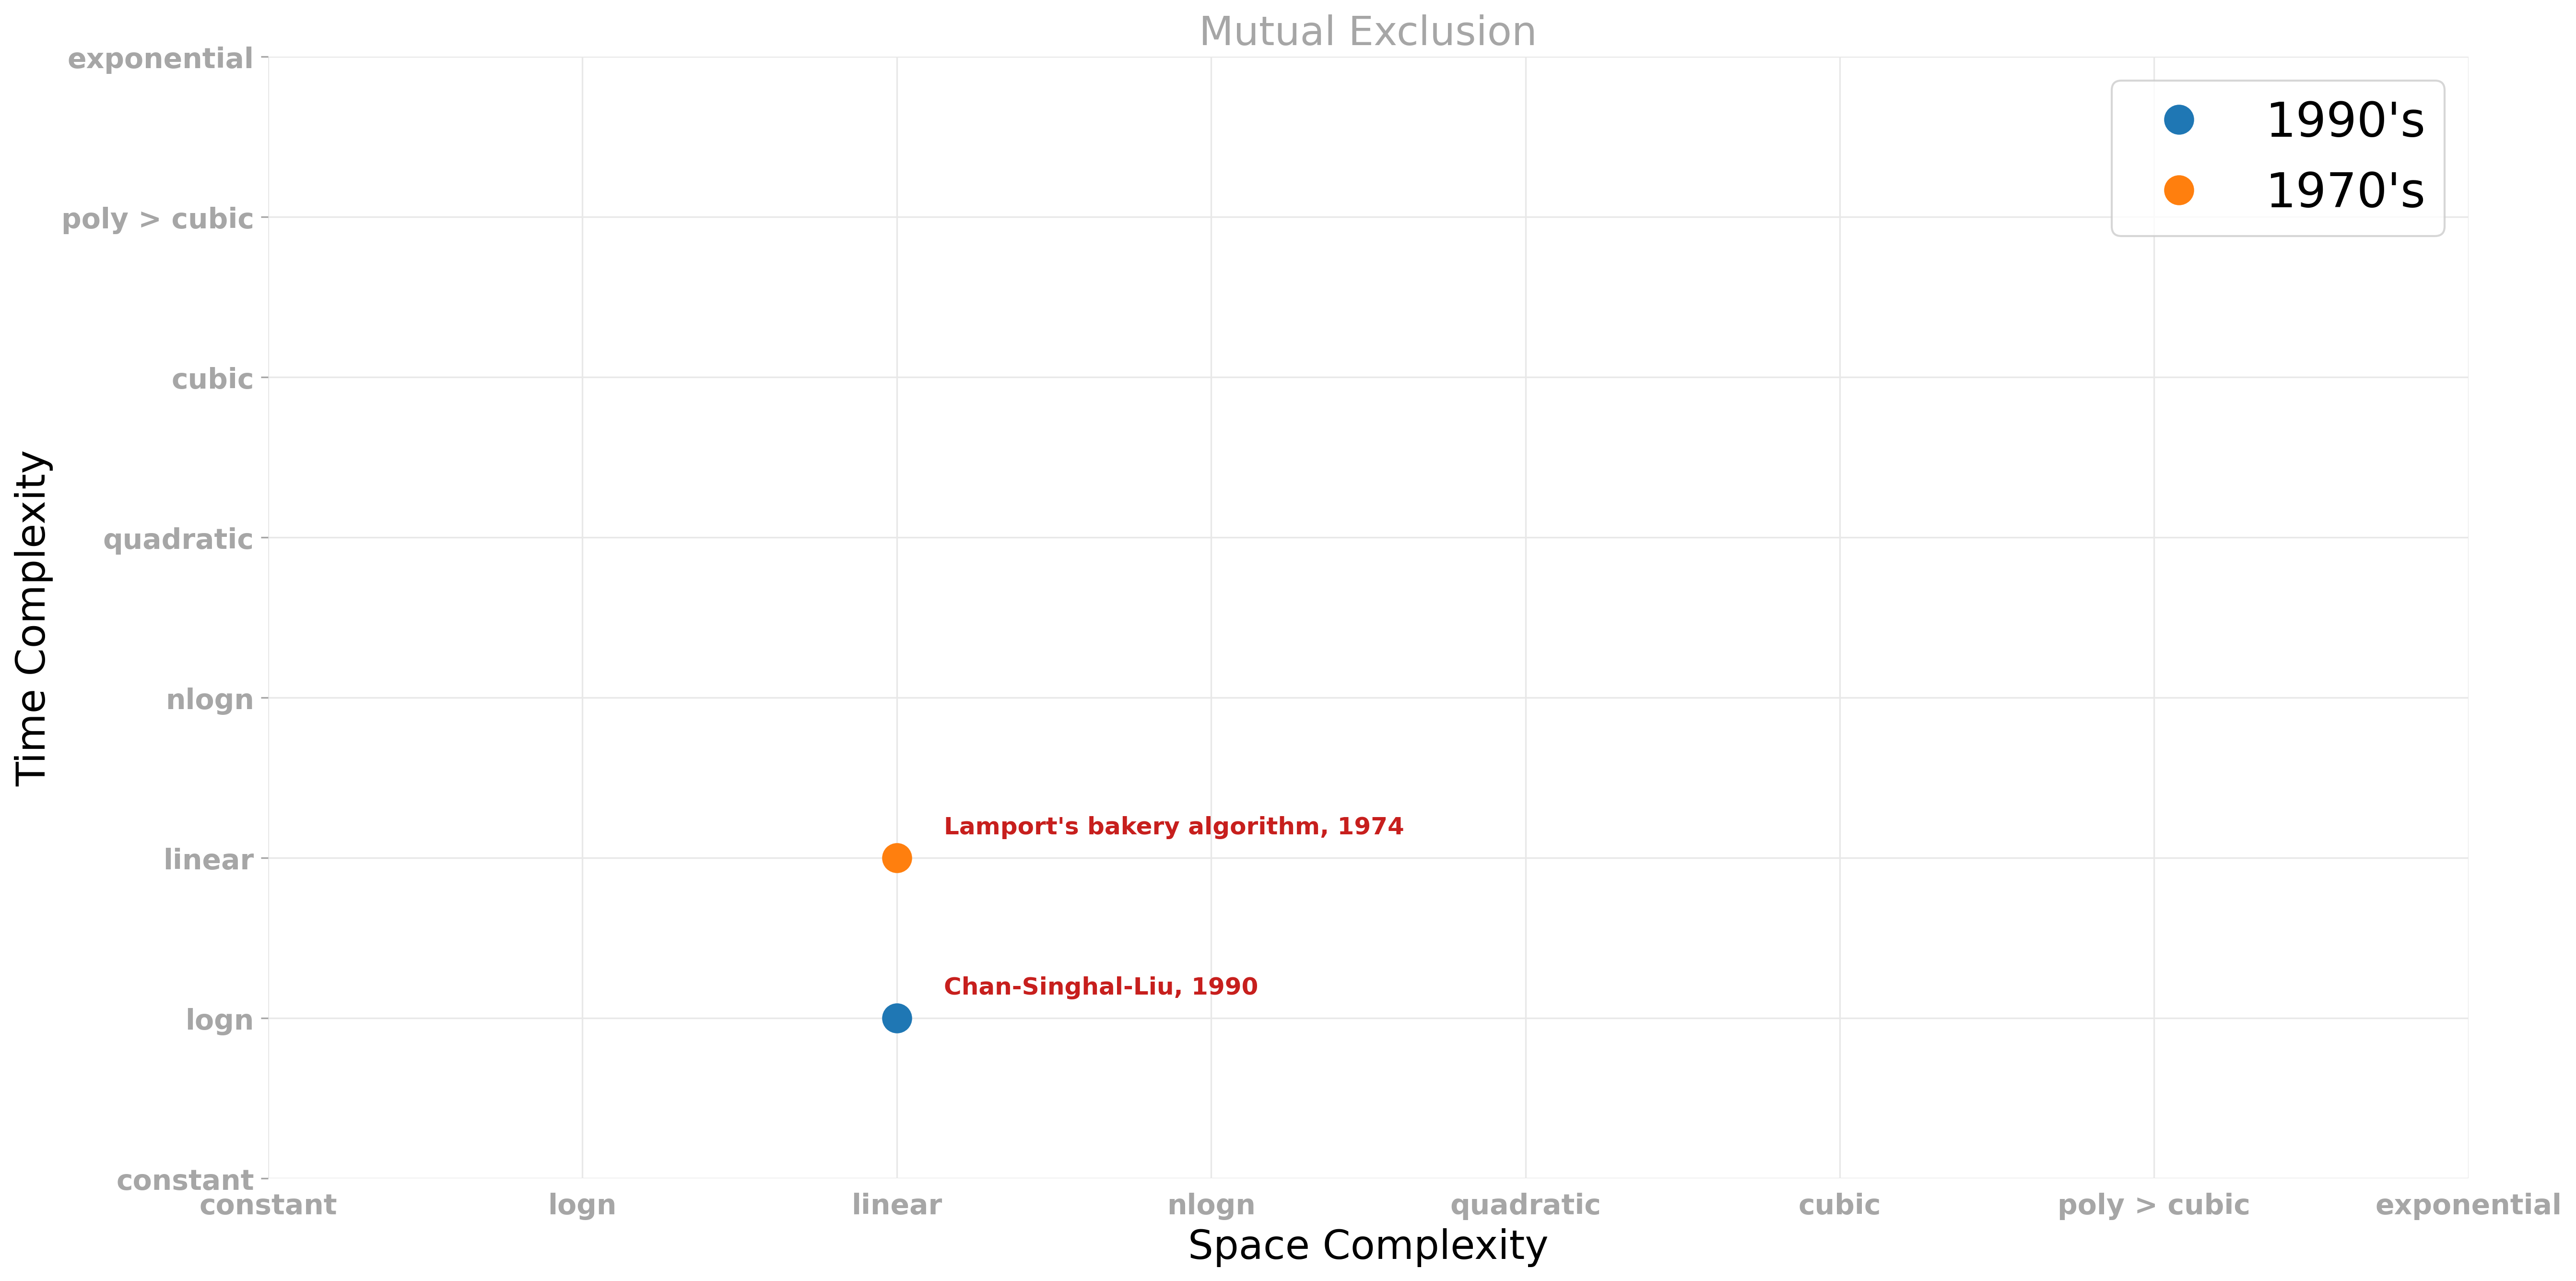 Mutual Exclusion
exponential
poly > cubic
cubic
quadratic
nlogn
linear
logn
constant
Time Complexity
1990's
1970's
Lamport's bakery algorithm, 1974
Chan-Singhal-Liu, 1990
constant
logn
linear
nlogn
quadratic
cubic
poly > cubic
exponential
Space Complexity